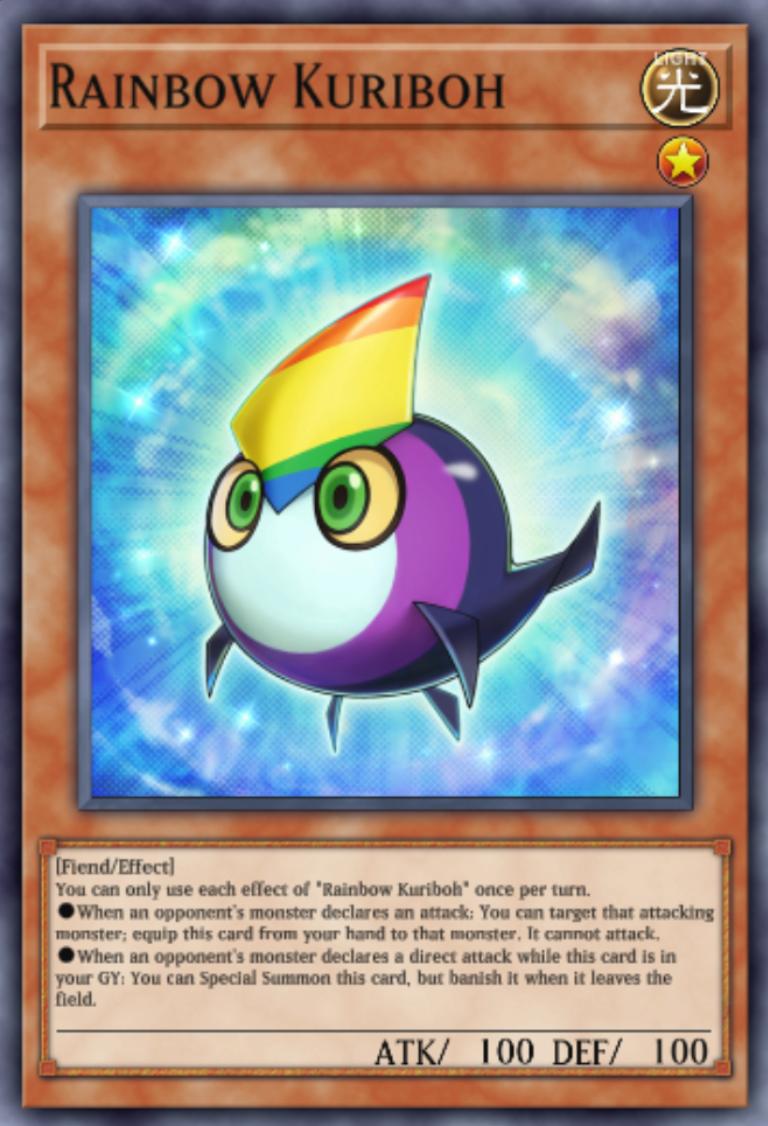 RAINBOW KURIBOH
LIGHT
光
[Fiend/Effect]
You can only use each effect of "Rainbow Kuriboh" once per turn.
●When an opponent's monster declares an attack: You can target that attacking
monster; equip this card from your hand to that monster. It cannot attack.
●When an opponent's monster declares a direct attack while this card is in
your GY: You can Special Summon this card, but banish it when it leaves the
field.
ATK/ 100 DEF/ 100